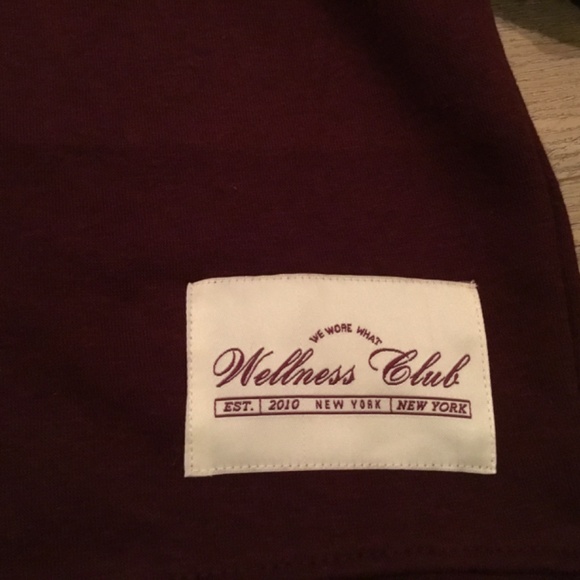 WE WORE WHAT
Wellness Club
EST. 2010 NEW YORK NEW YORK